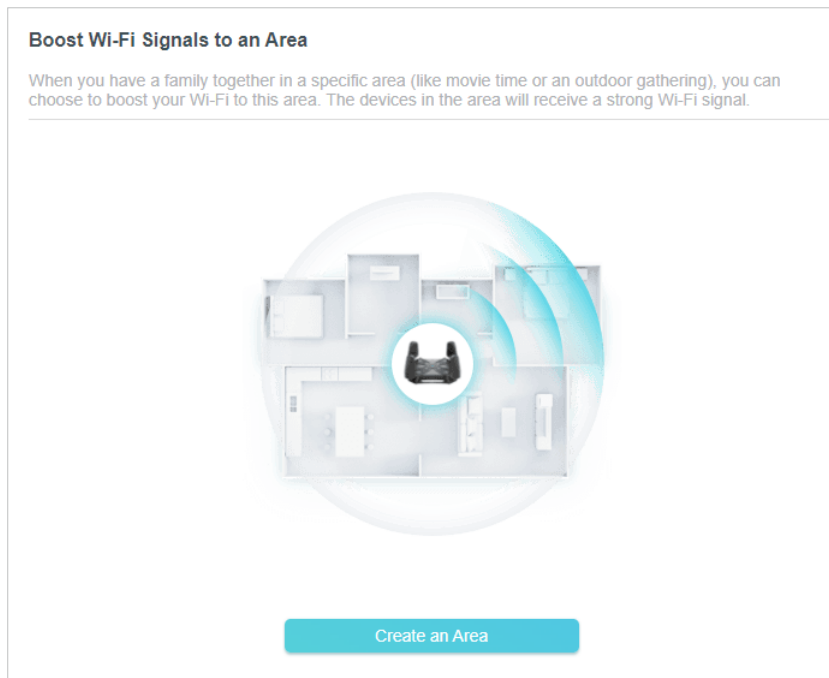 Boost Wi-Fi Signals to an Area
When you have a family together in a specific area (like movie time or an outdoor gathering), you can
choose to boost your Wi-Fi to this area. The devices in the area will receive a strong Wi-Fi signal.
Create an Area